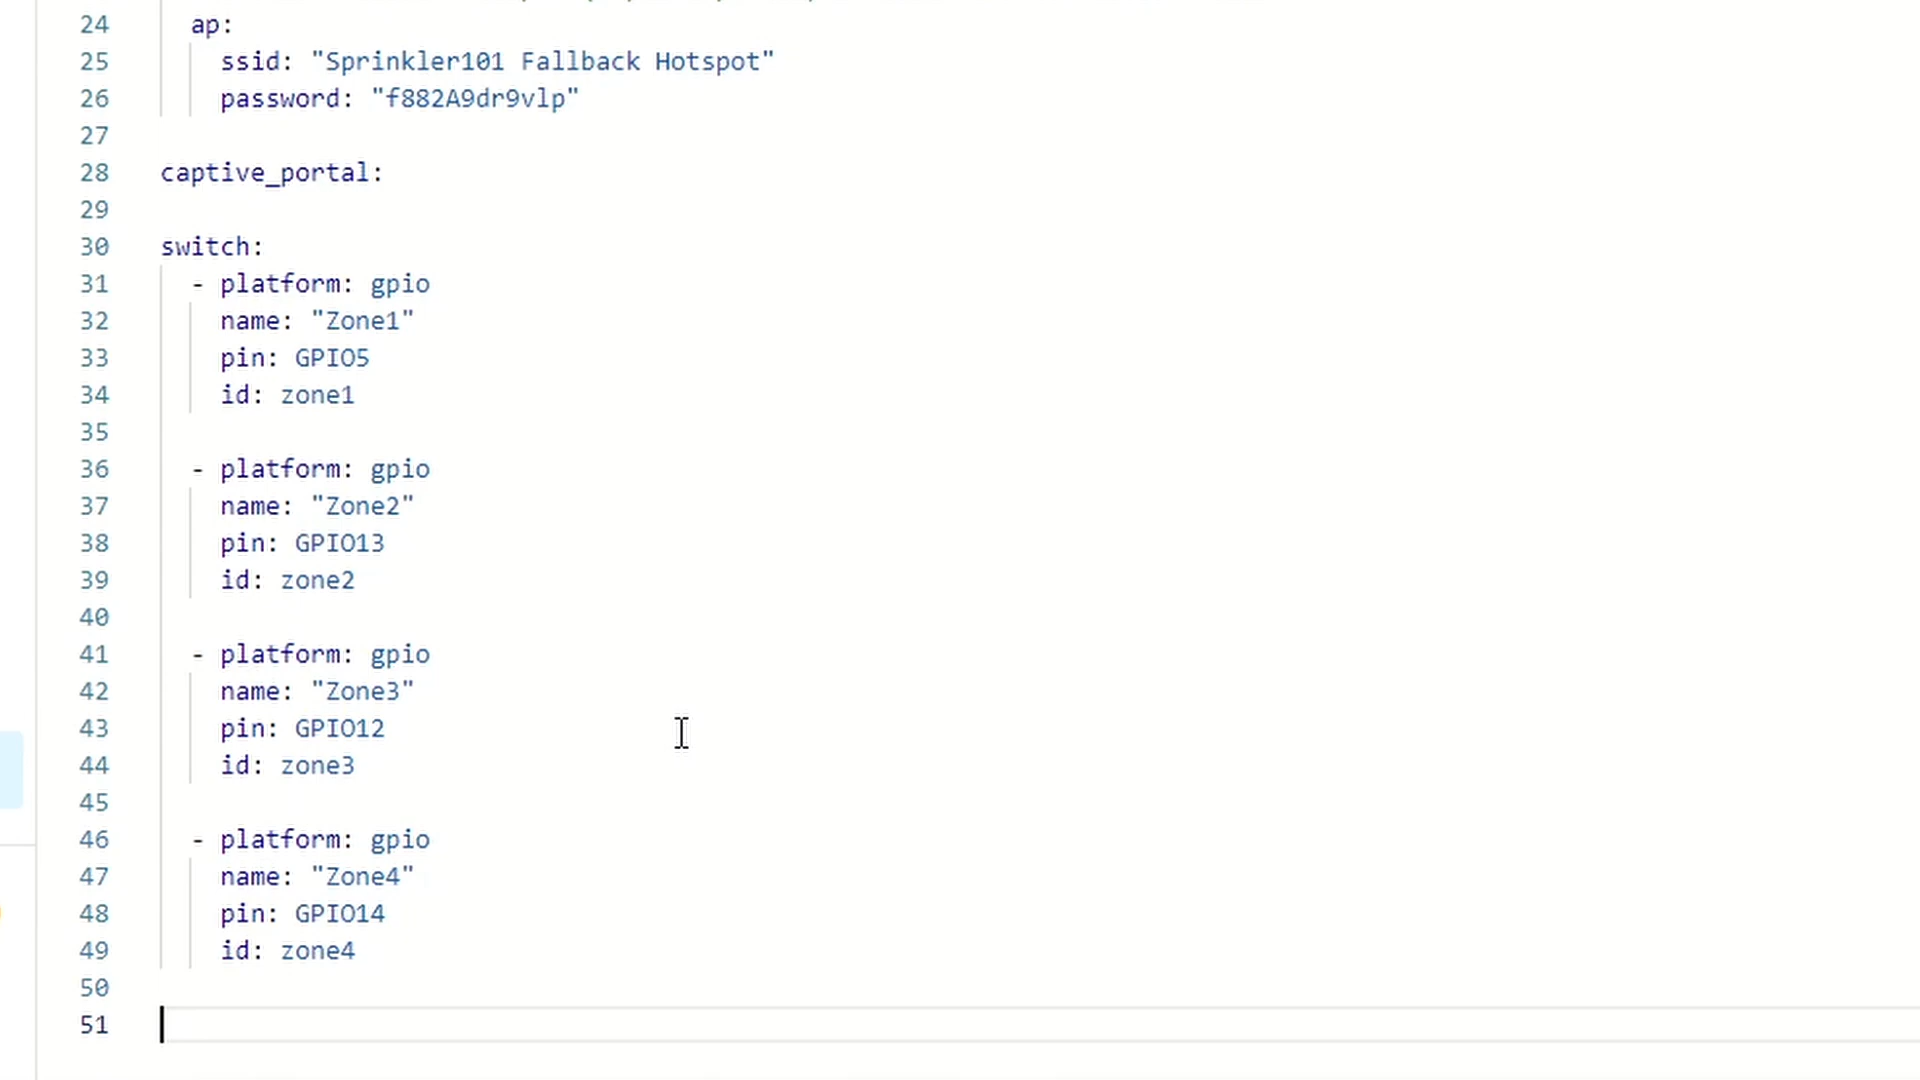 24 ap:
25 ssid: "Sprinkler101 Fallback Hotspot"
26 password: "f882A9dr9vlp"
27
28 captive_portal:
29
30 switch:
31 - platform: gpio
32 name: "Zone1"
33 pin: GPIO5
34 id: zone1
35
36 - platform: gpio
37 name: "Zone2"
38 pin: GPIO13
39 id: zone2
40
41 - platform: gpio
42 name: "Zone3"
43 pin: GPIO12
44 id: zone3
45
46 - platform: gpio
47 name: "Zone4"
48 pin: GPIO14
49 id: zone4
50
51